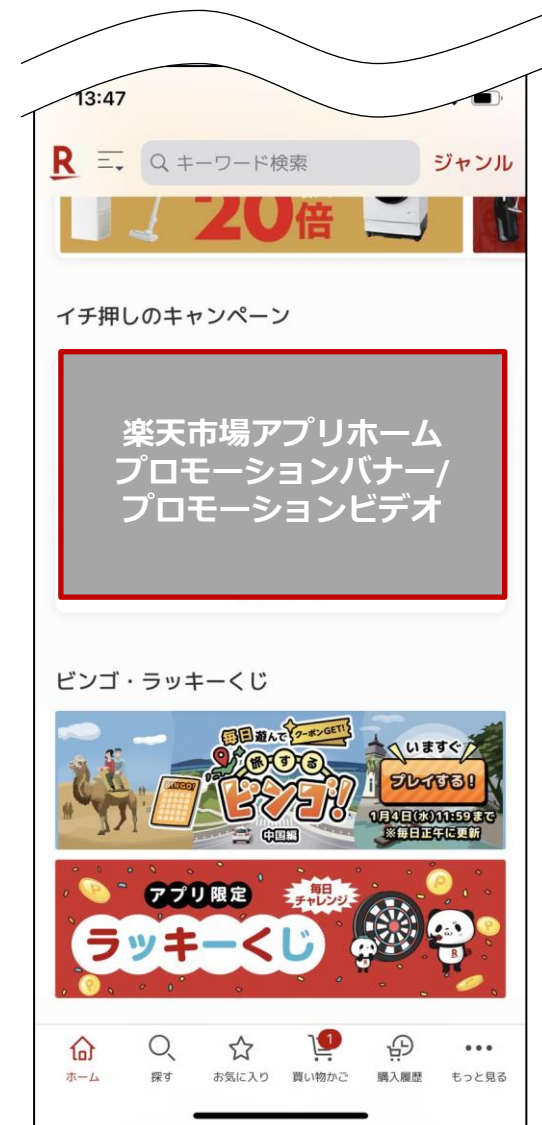 13:47
R
キーワード検索
ジャンル
20倍
イチ押しのキャンペーン
楽天市場アプリホーム
プロモーションバナー/
プロモーションビデオ
ビンゴ・ラッキーくじ
毎日遊んで
クーポンGET!
旅する
ビンゴ!
中国編
BINGO!
いますぐ
プレイする!
1月4日(水)11:59まで
※毎日正午に更新
アプリ限定
毎日
チャレンジ
ラッキーくじ
1
ホーム
探す
お気に入り
買い物かご
購入履歴
もっと見る